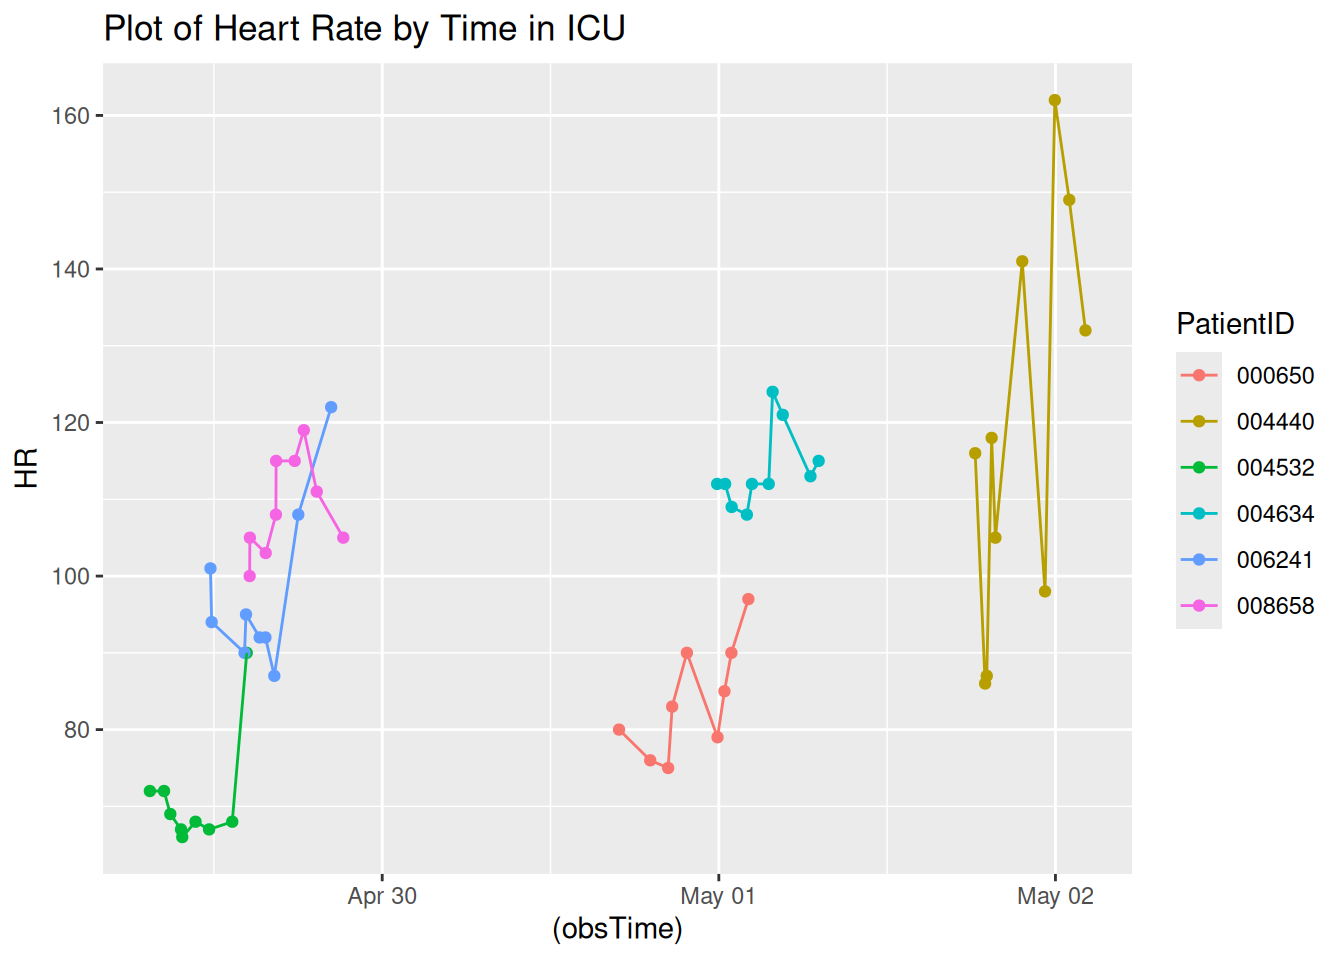 Plot of Heart Rate by Time in ICU
160
140
120
100
80
HR
Apr 30
May 01
May 02
(obsTime)
PatientID
000650
004440
004532
004634
006241
008658